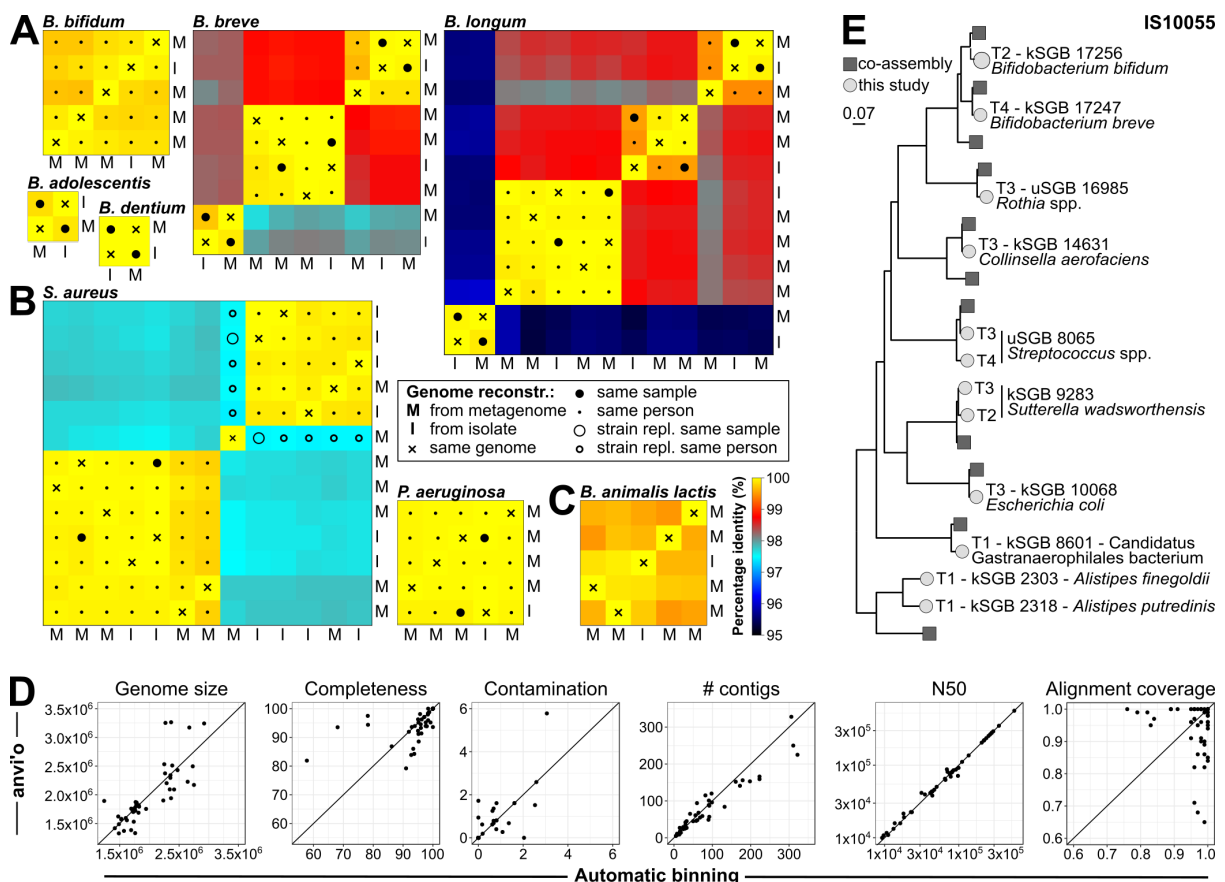 A
B. bifidum
M
I
M
M
M
M M M I M
B. adolescentis
I
M
M I
B. dentium
M
I
I M
B. breve
M
I
M
M
M
I
M
M
I
I M M M M I M I M
B. longum
M
I
M
M
M
I
I
M
M
M
M
M
I
I M M M I M M I M M M I M
B
S. aureus
I
I
I
M
I
M
M
M
M
I
I
M
M
M M M I I M M M I I I M I
Genome reconstr.:
M from metagenome
I from isolate
× same genome
same sample
same person
strain repl. same sample
strain repl. same person
P. aeruginosa
M
M
I
M
I
M I M M M
C
B. animalis lactis
M
M
I
M
M
M M I M M
Percentage identity (%)
100
99
98
97
96
95
E
IS10055
co-assembly
this study
0.07
T2 - kSGB 17256
Bifidobacterium bifidum
T4 - kSGB 17247
Bifidobacterium breve
T3 - uSGB 16985
Rothia spp.
T3 - kSGB 14631
Collinsella aerofaciens
T3
T4
uSGB 8065
Streptococcus spp.
T3
T2
kSGB 9283
Sutterella wadsworthensis
T3 - kSGB 10068
Escherichia coli
T1 - kSGB 8601 - Candidatus
Gastranaerophilales bacterium
T1 - kSGB 2303 - Alistipes finegoldii
T1 - kSGB 2318 - Alistipes putredinis
D
anvi'o
Genome size
3.5x10⁶
3.0x10⁶
2.5x10⁶
2.0x10⁶
1.5x10⁶
1.5x10⁶ 2.5x10⁶ 3.5x10⁶
Completeness
100
90
80
70
60
60 70 80 90 100
Contamination
6
4
2
0
0 2 4 6
# contigs
300
200
100
0
0 100 200 300
N50
3x10⁵
1x10⁵
3x10⁴
1x10⁴
1x10⁴ 3x10⁴ 1x10⁵ 3x10⁵
Alignment coverage
1.0
0.9
0.8
0.7
0.6
0.6 0.7 0.8 0.9 1.0
Automatic binning